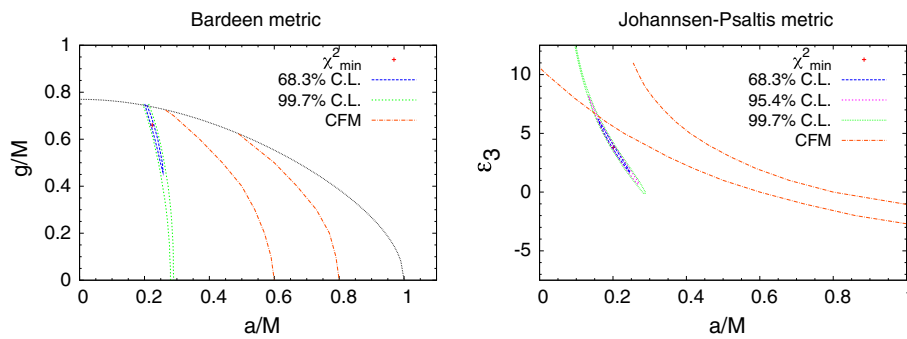 Bardeen metric
χ²min
68.3% C.L.
99.7% C.L.
CFM
g/M
1
0.8
0.6
0.4
0.2
0
0 0.2 0.4 0.6 0.8 1
a/M
Johannsen-Psaltis metric
χ²min
68.3% C.L.
95.4% C.L.
99.7% C.L.
CFM
ε3
10
5
0
-5
0 0.2 0.4 0.6 0.8 1
a/M